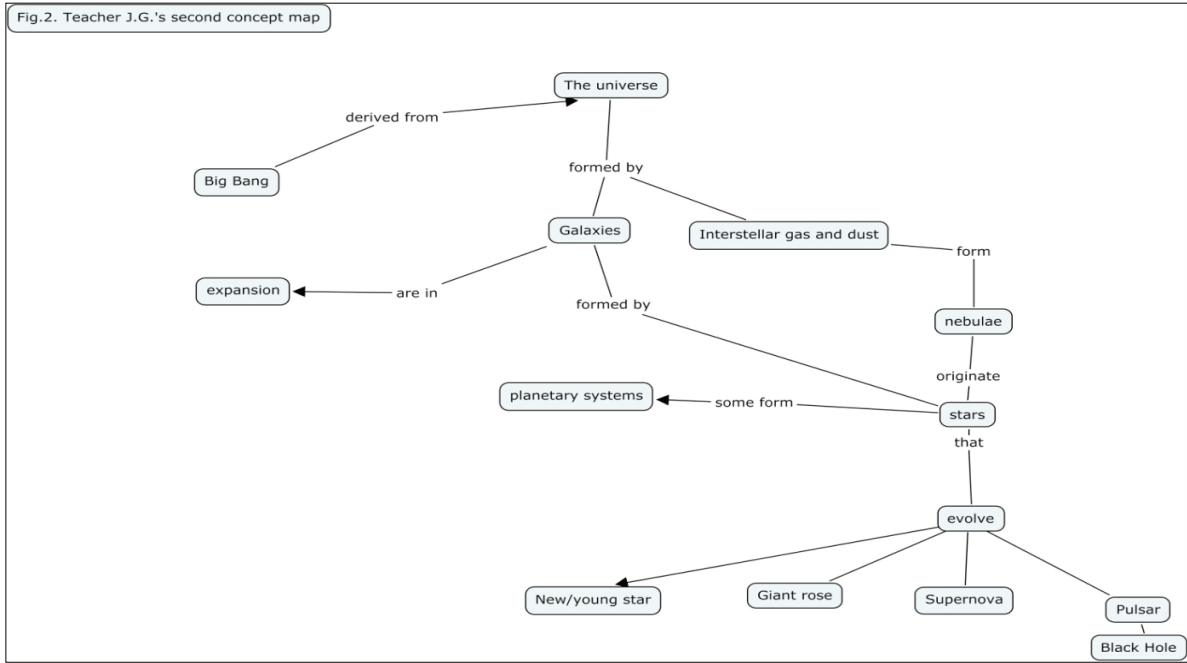 Fig.2. Teacher J.G.'s second concept map
The universe
derived from
Big Bang
formed by
Galaxies
Interstellar gas and dust
form
expansion
are in
formed by
nebulae
originate
planetary systems
some form
stars
that
evolve
New/young star
Giant rose
Supernova
Pulsar
Black Hole